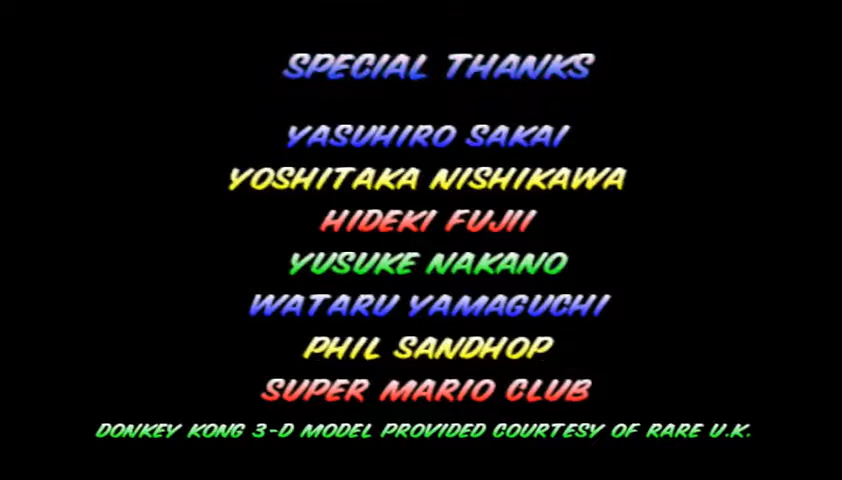 SPECIAL THANKS
YASUHIRO SAKAI
YOSHITAKA NISHIKAWA
HIDEKI FUJII
YUSUKE NAKANO
WATARU YAMAGUCHI
PHIL SANDHOP
SUPER MARIO CLUB
DONKEY KONG 3-D MODEL PROVIDED COURTESY OF RARE U.K.